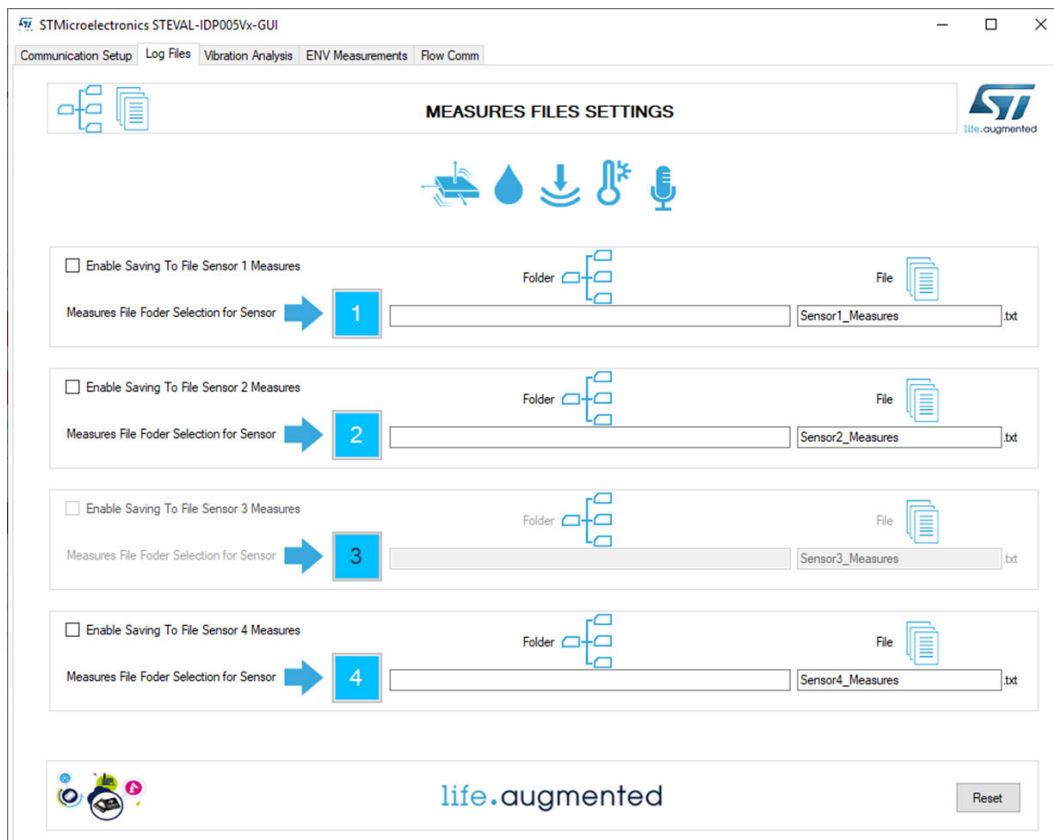 STMicroelectronics STEVAL-IDP005Vx-GUI
Communication Setup Log Files Vibration Analysis ENV Measurements Flow Comm
MEASURES FILES SETTINGS
ST
life.augmented
Enable Saving To File Sensor 1 Measures
Folder File
Measures File Foder Selection for Sensor 1 Sensor1_Measures .txt
Enable Saving To File Sensor 2 Measures
Folder File
Measures File Foder Selection for Sensor 2 Sensor2_Measures .txt
Enable Saving To File Sensor 3 Measures
Folder File
Measures File Foder Selection for Sensor 3 Sensor3_Measures .txt
Enable Saving To File Sensor 4 Measures
Folder File
Measures File Foder Selection for Sensor 4 Sensor4_Measures .txt
life.augmented
Reset